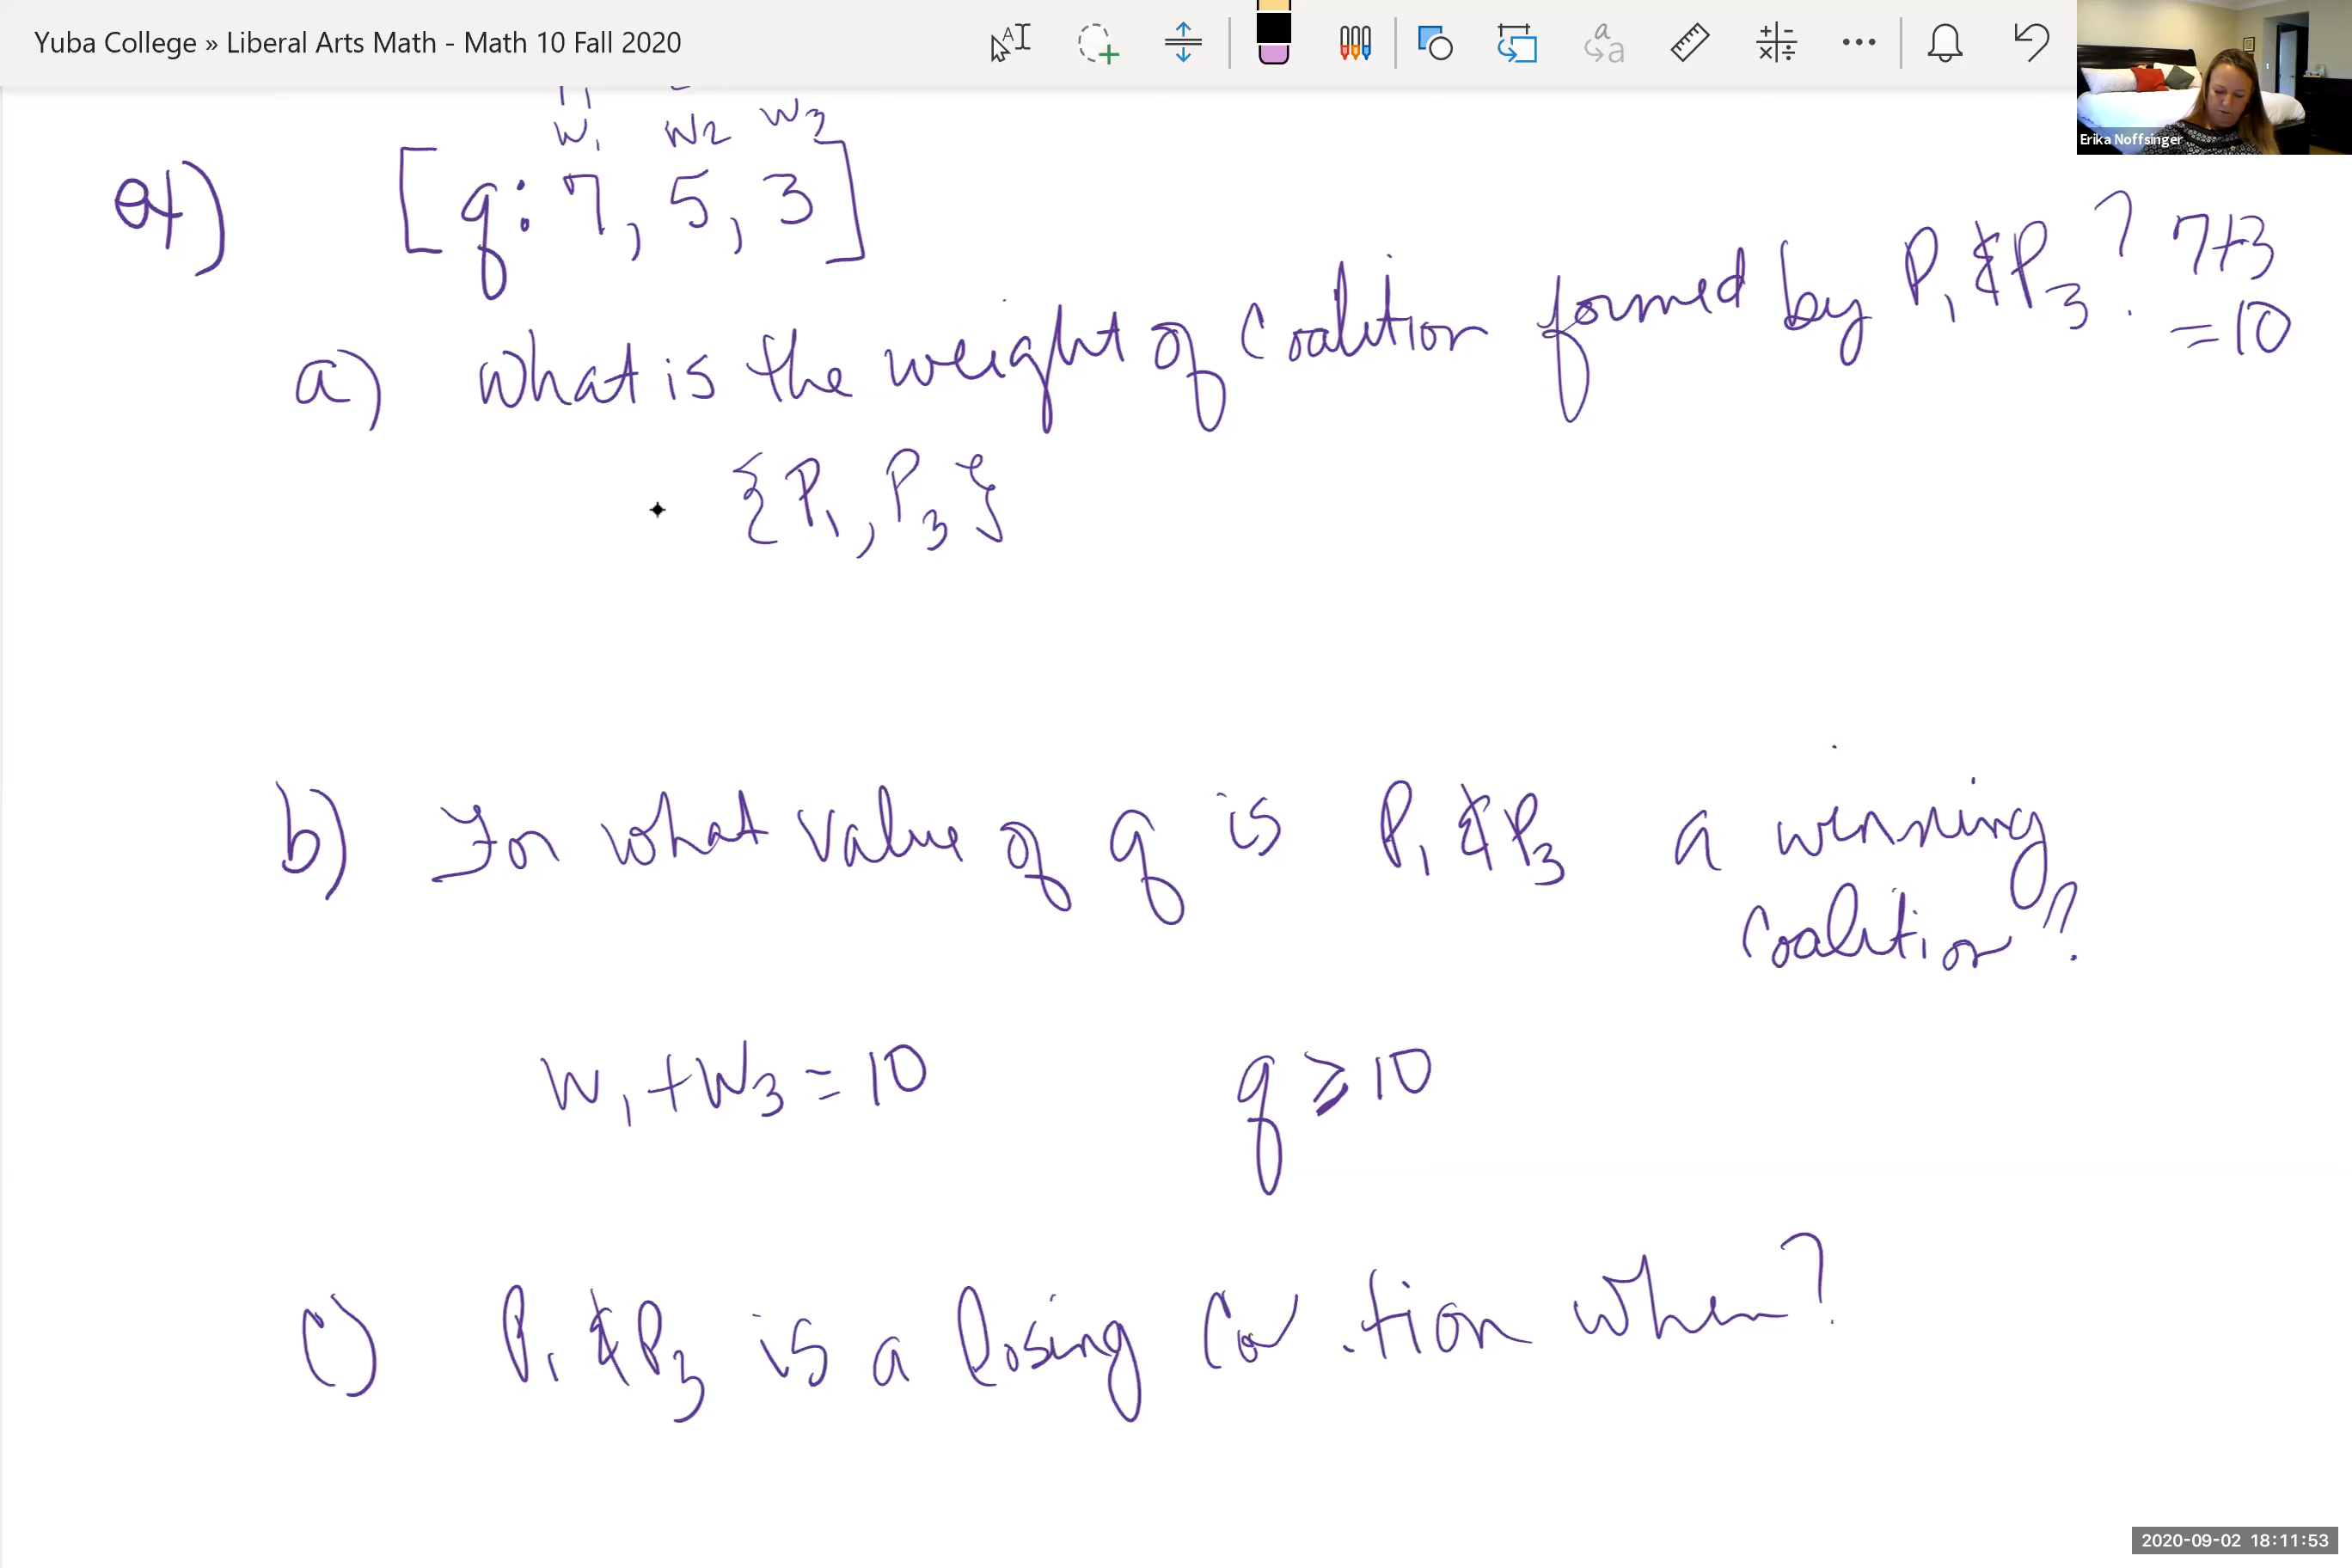 Yuba College » Liberal Arts Math - Math 10 Fall 2020
Erika Noffsinger
W1 W2 W3
ex) [q: 7, 5, 3]
a) What is the weight of Coalition formed by P1 & P3? 7+3
= 10
{P1, P3}
b) For what value of q is P1 & P3 a winning
Coalition?
W1 + W3 = 10 q ≥ 10
c) P1 & P3 is a losing when?
2020-09-02 18:11:53